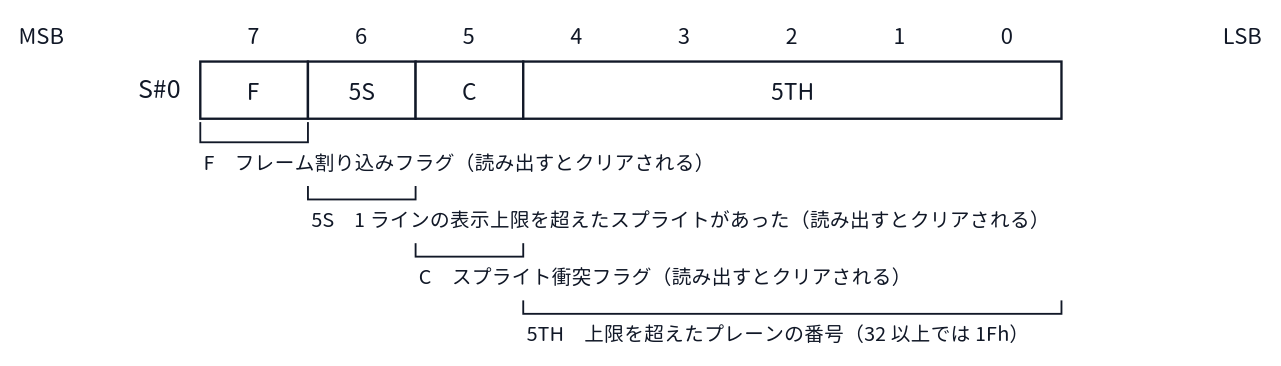 MSB 7 6 5 4 3 2 1 0 LSB
S#0 F 5S C 5TH
F フレーム割り込みフラグ（読み出すとクリアされる）
5S 1 ラインの表示上限を超えたスプライトがあった（読み出すとクリアされる）
C スプライト衝突フラグ（読み出すとクリアされる）
5TH 上限を超えたプレーンの番号（32 以上では 1Fh）